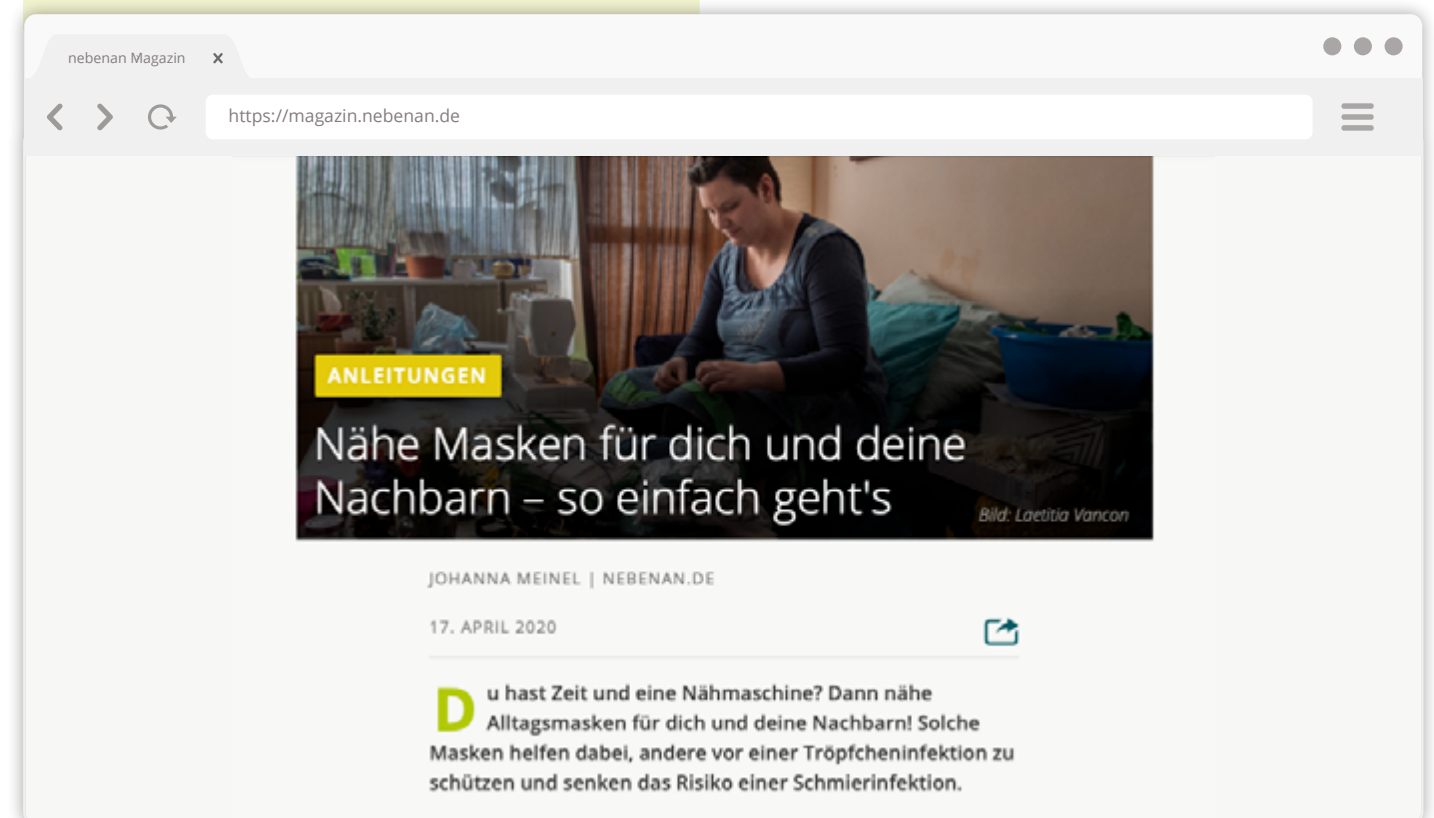 nebenan Magazin x
https://magazin.nebenan.de
ANLEITUNGEN
Nähe Masken für dich und deine
Nachbarn – so einfach geht's
Bild: Laetitia Vancon
JOHANNA MEINEL | NEBENAN.DE
17. APRIL 2020
Du hast Zeit und eine Nähmaschine? Dann nähe
Alltagsmasken für dich und deine Nachbarn! Solche
Masken helfen dabei, andere vor einer Tröpfcheninfektion zu
schützen und senken das Risiko einer Schmierinfektion.